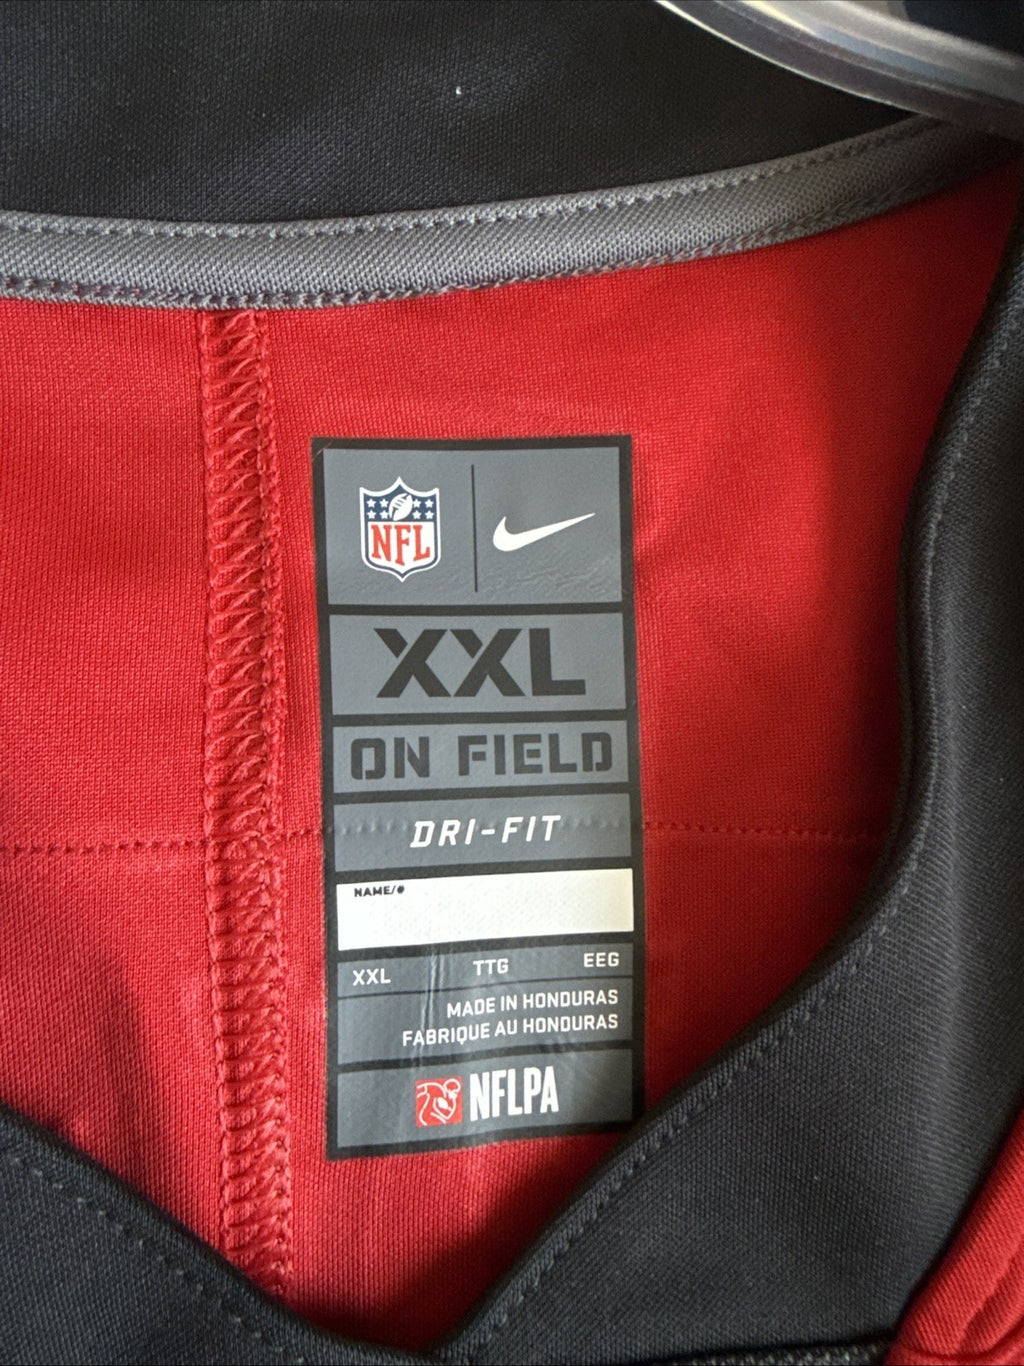 NFL
XXL
ON FIELD
DRI-FIT
NAME/#
XXL TTG EEG
MADE IN HONDURAS
FABRIQUE AU HONDURAS
NFLPA